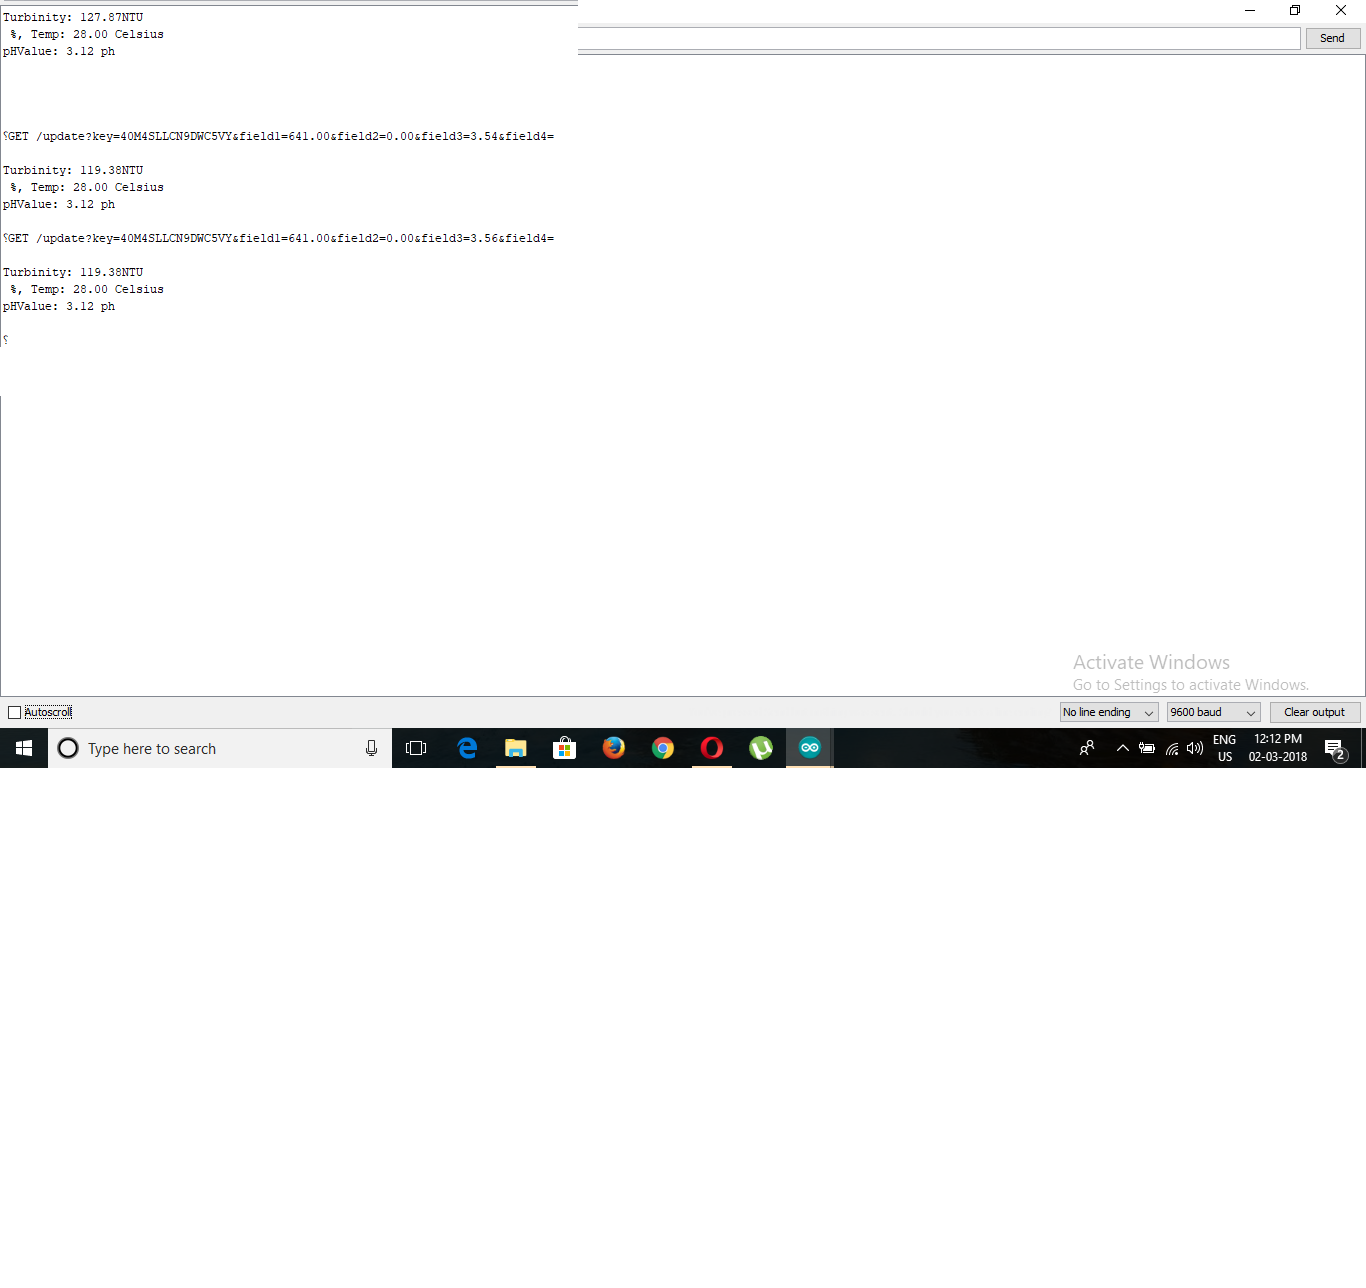 Turbinity: 127.87NTU
%, Temp: 28.00 Celsius
pHValue: 3.12 ph
Send
⸮GET /update?key=40M4SLLCN9DWC5VY&field1=641.00&field2=0.00&field3=3.54&field4=
Turbinity: 119.38NTU
%, Temp: 28.00 Celsius
pHValue: 3.12 ph
⸮GET /update?key=40M4SLLCN9DWC5VY&field1=641.00&field2=0.00&field3=3.56&field4=
Turbinity: 119.38NTU
%, Temp: 28.00 Celsius
pHValue: 3.12 ph
⸮
Activate Windows
Go to Settings to activate Windows.
Autoscroll
No line ending
9600 baud
Clear output
Type here to search
ENG
US
12:12 PM
02-03-2018
2